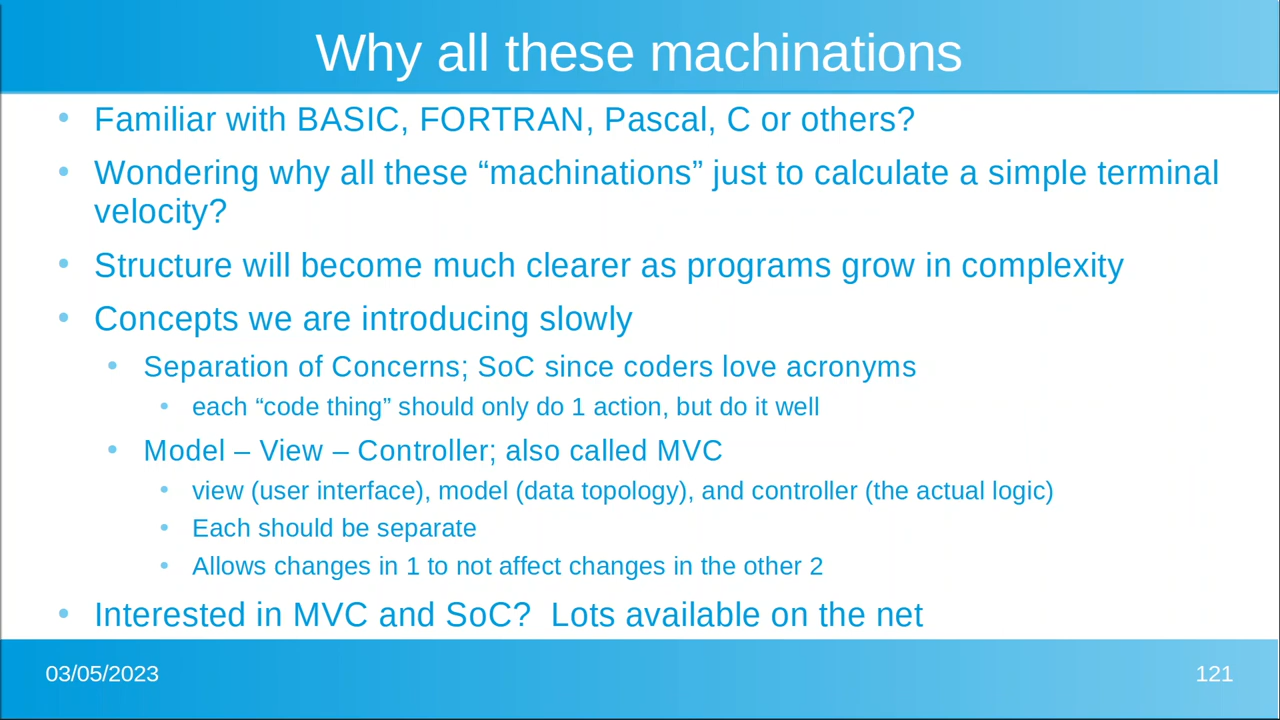 Why all these machinations
• Familiar with BASIC, FORTRAN, Pascal, C or others?
• Wondering why all these “machinations” just to calculate a simple terminal
velocity?
• Structure will become much clearer as programs grow in complexity
• Concepts we are introducing slowly
• Separation of Concerns; SoC since coders love acronyms
• each “code thing” should only do 1 action, but do it well
• Model – View – Controller; also called MVC
• view (user interface), model (data topology), and controller (the actual logic)
• Each should be separate
• Allows changes in 1 to not affect changes in the other 2
• Interested in MVC and SoC?  Lots available on the net
03/05/2023
121